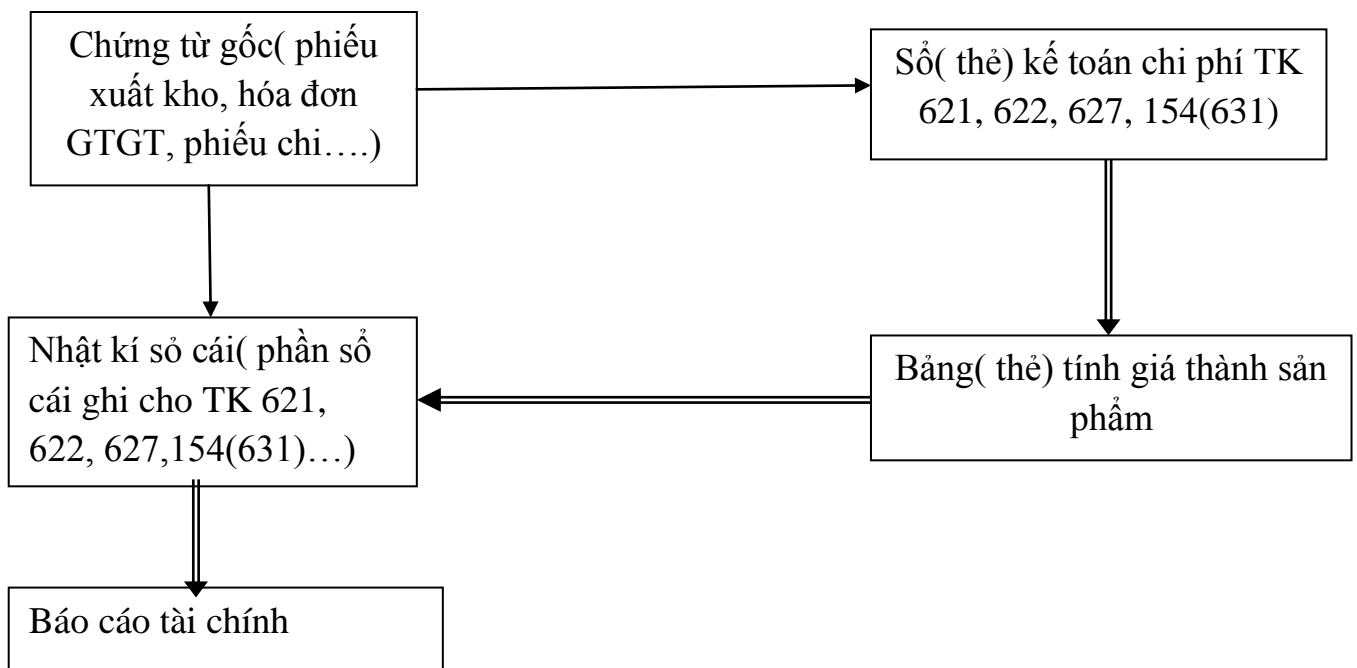 Chứng từ gốc( phiếu
xuất kho, hóa đơn
GTGT, phiếu chi….)
Sổ( thẻ) kế toán chi phí TK
621, 622, 627, 154(631)
Nhật kí sỏ cái( phần sổ
cái ghi cho TK 621,
622, 627,154(631)…)
Bảng( thẻ) tính giá thành sản
phẩm
Báo cáo tài chính